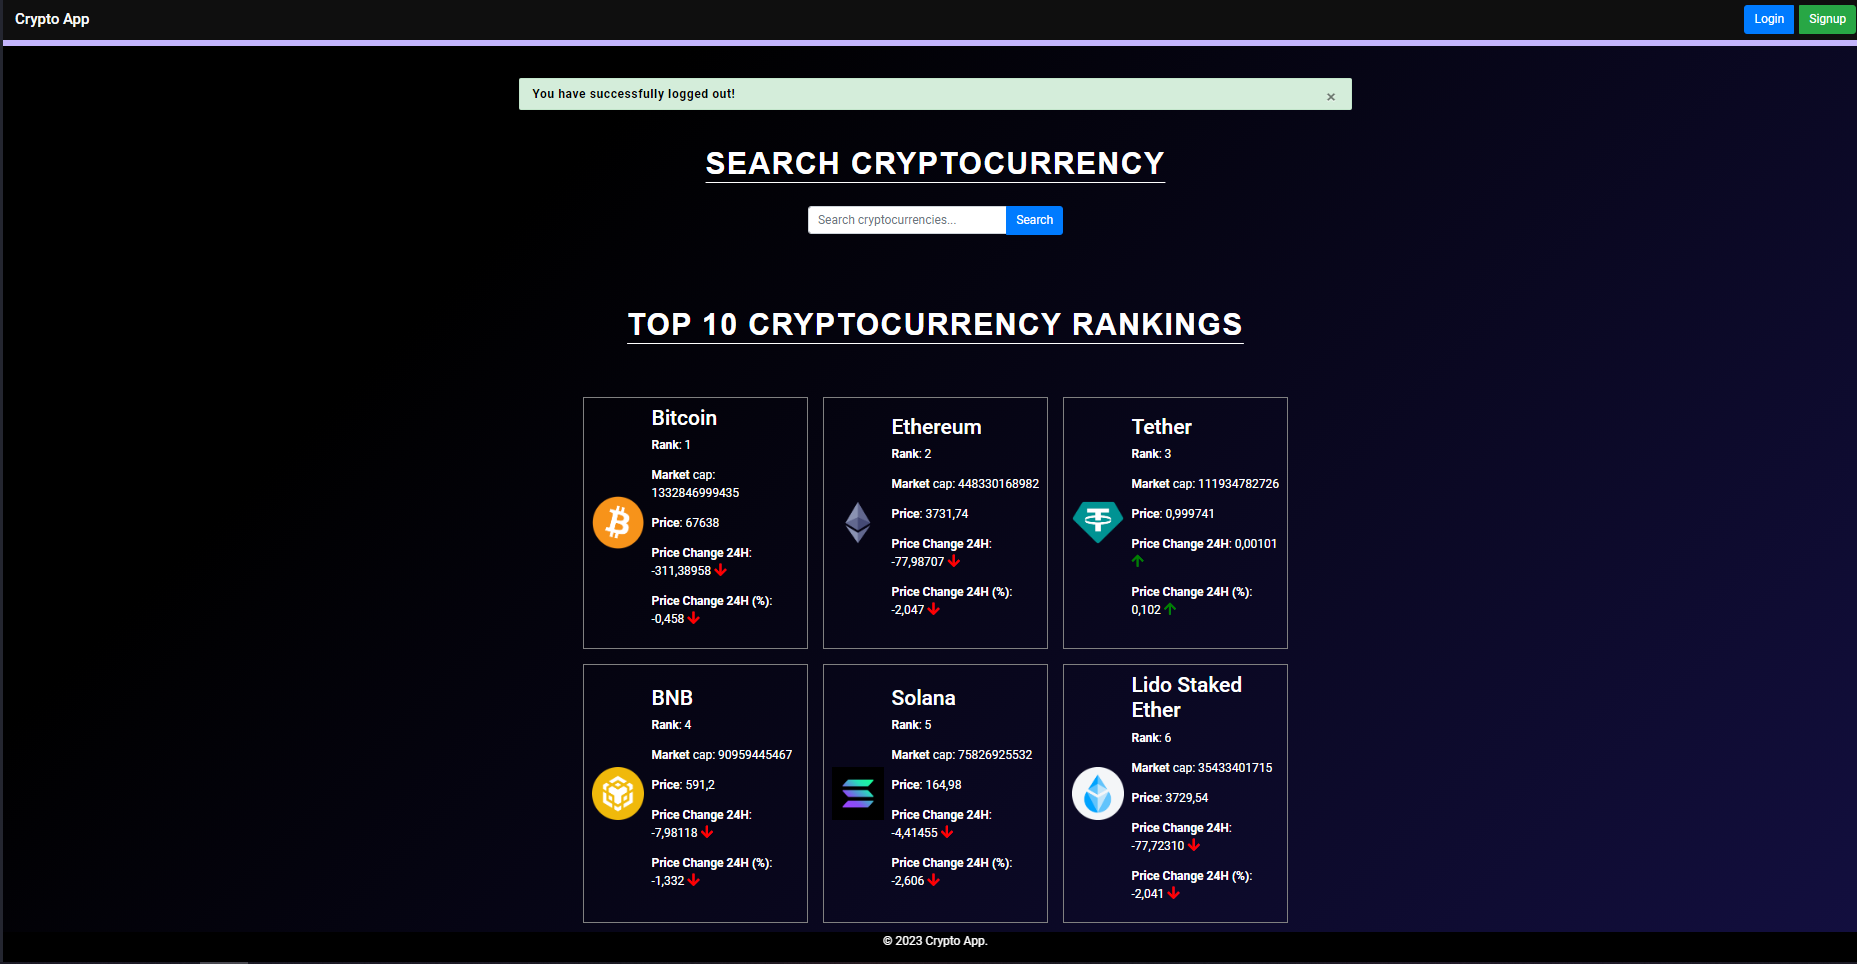 Crypto App
Login
Signup
You have successfully logged out!
×
SEARCH CRYPTOCURRENCY
Search cryptocurrencies...
Search
TOP 10 CRYPTOCURRENCY RANKINGS
Bitcoin
Rank: 1
Market cap:
1332846999435
Price: 67638
Price Change 24H:
-311,38958
Price Change 24H (%):
-0,458
Ethereum
Rank: 2
Market cap: 448330168982
Price: 3731,74
Price Change 24H:
-77,98707
Price Change 24H (%):
-2,047
Tether
Rank: 3
Market cap: 111934782726
Price: 0,999741
Price Change 24H: 0,00101
Price Change 24H (%):
0,102
BNB
Rank: 4
Market cap: 90959445467
Price: 591,2
Price Change 24H:
-7,98118
Price Change 24H (%):
-1,332
Solana
Rank: 5
Market cap: 75826925532
Price: 164,98
Price Change 24H:
-4,41455
Price Change 24H (%):
-2,606
Lido Staked
Ether
Rank: 6
Market cap: 35433401715
Price: 3729,54
Price Change 24H:
-77,72310
Price Change 24H (%):
-2,041
© 2023 Crypto App.